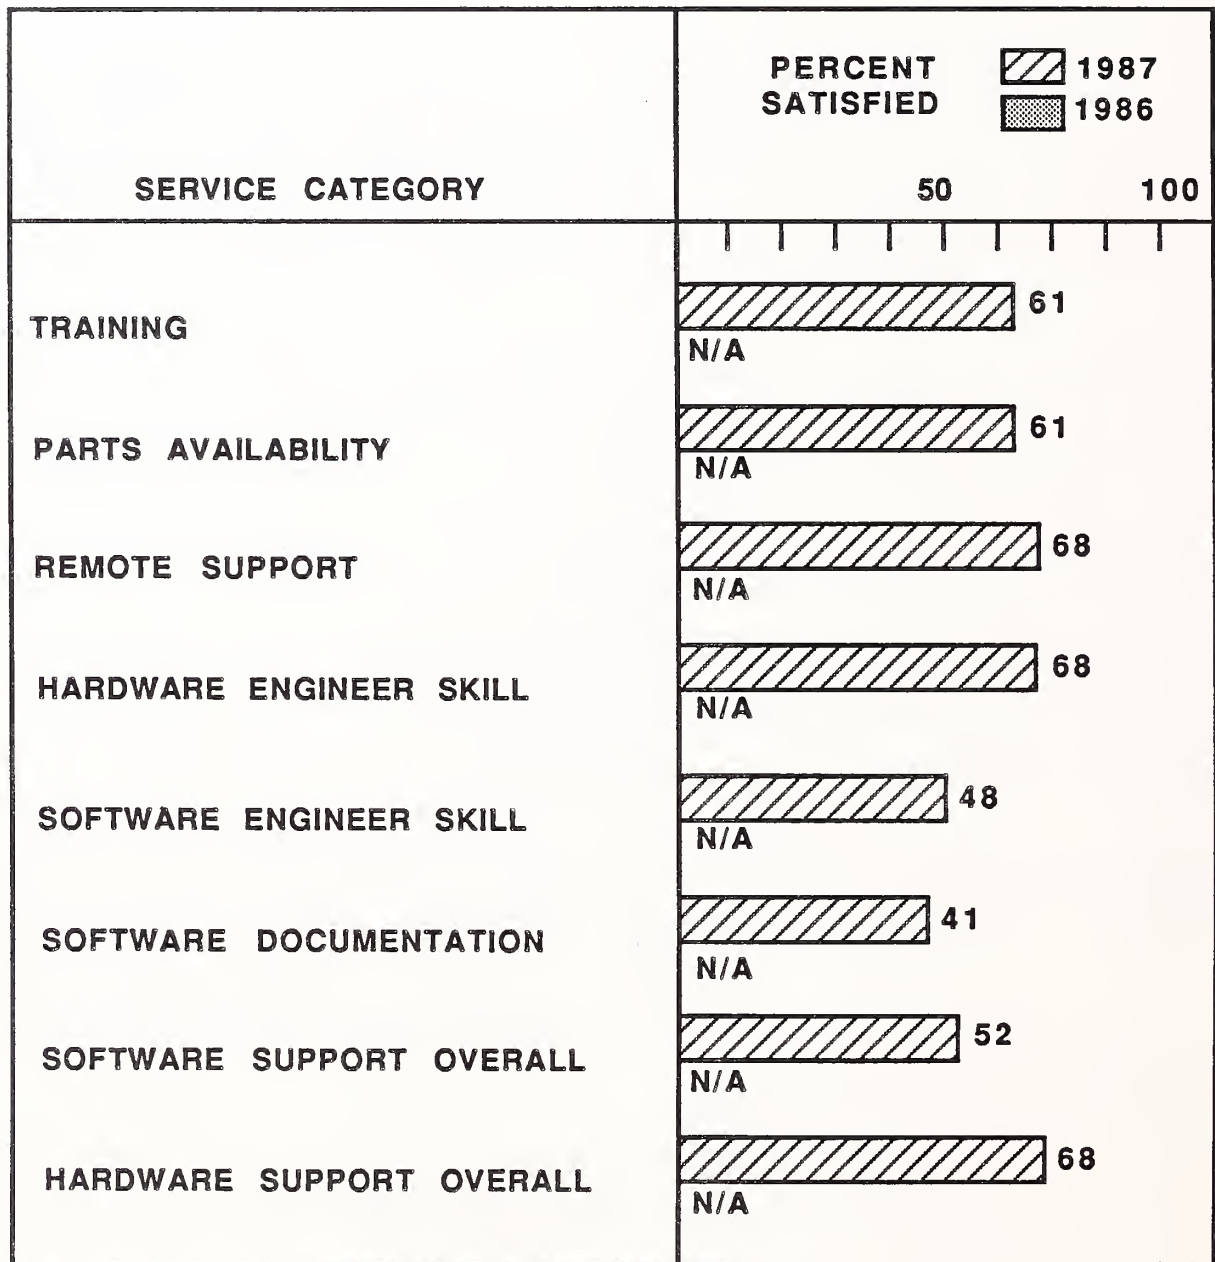 PERCENT SATISFIED
1987
1986
SERVICE CATEGORY
50 100
TRAINING
61
N/A
PARTS AVAILABILITY
61
N/A
REMOTE SUPPORT
68
N/A
HARDWARE ENGINEER SKILL
68
N/A
SOFTWARE ENGINEER SKILL
48
N/A
SOFTWARE DOCUMENTATION
41
N/A
SOFTWARE SUPPORT OVERALL
52
N/A
HARDWARE SUPPORT OVERALL
68
N/A